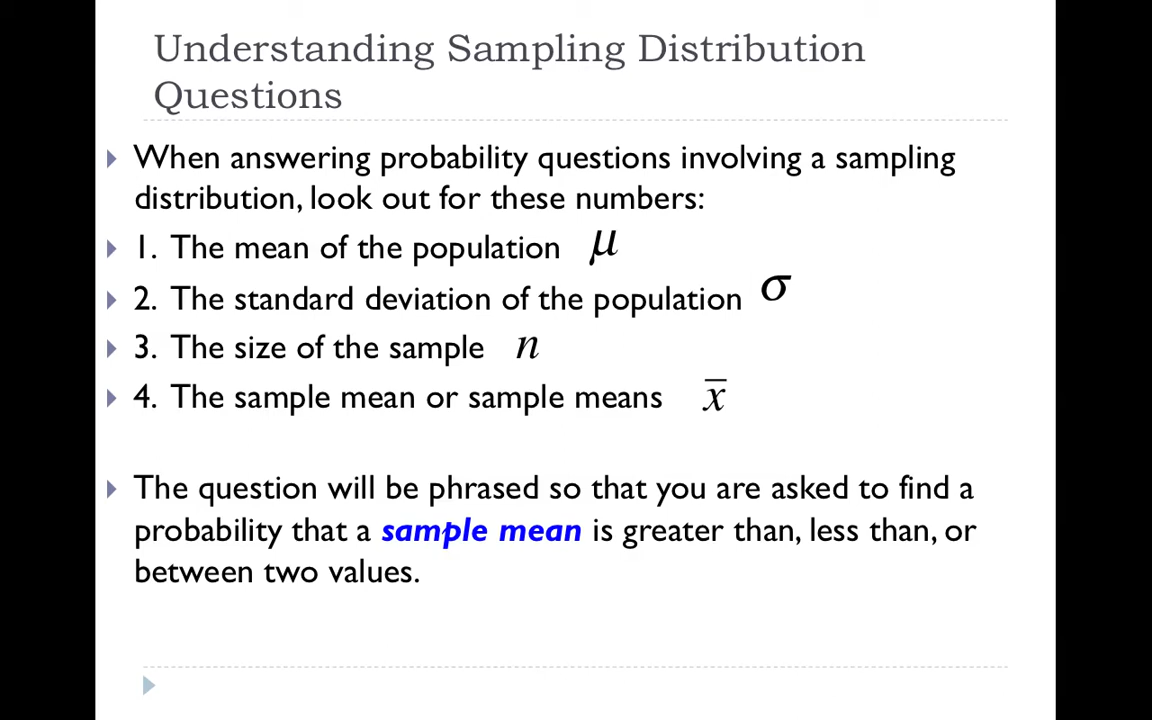 Understanding Sampling Distribution
Questions
When answering probability questions involving a sampling
distribution, look out for these numbers:
1. The mean of the population μ
2. The standard deviation of the population σ
3. The size of the sample n
4. The sample mean or sample means x̄
The question will be phrased so that you are asked to find a
probability that a sample mean is greater than, less than, or
between two values.